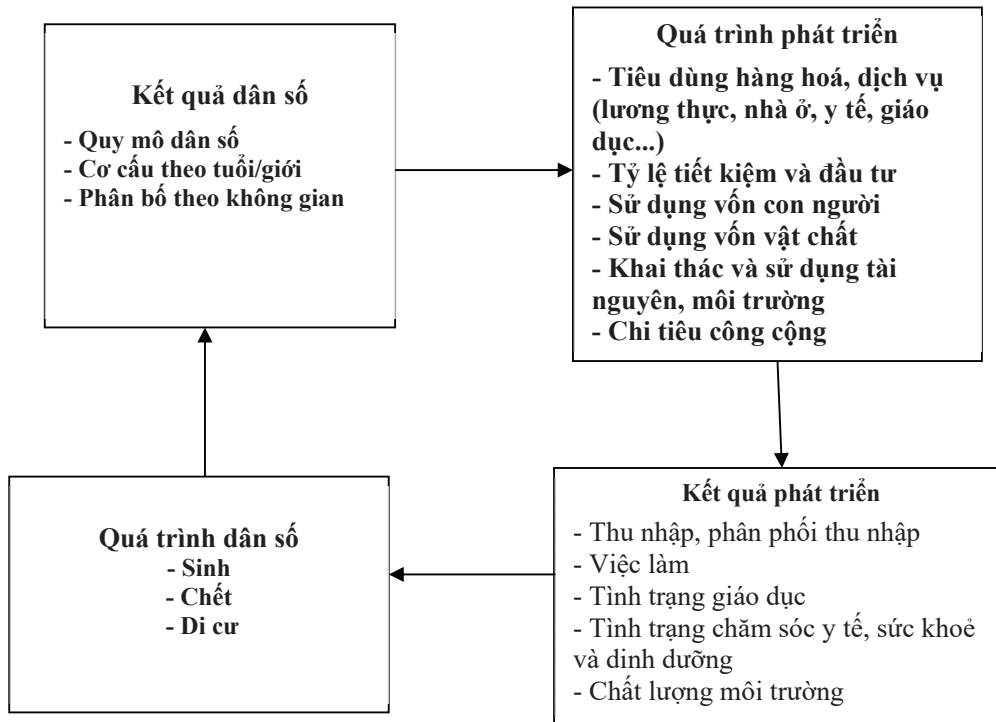 Kết quả dân số
- Quy mô dân số
- Cơ cấu theo tuổi/giới
- Phân bố theo không gian
Quá trình phát triển
- Tiêu dùng hàng hoá, dịch vụ
(lương thực, nhà ở, y tế, giáo
dục...)
- Tỷ lệ tiết kiệm và đầu tư
- Sử dụng vốn con người
- Sử dụng vốn vật chất
- Khai thác và sử dụng tài
nguyên, môi trường
- Chi tiêu công cộng
Quá trình dân số
- Sinh
- Chết
- Di cư
Kết quả phát triển
- Thu nhập, phân phối thu nhập
- Việc làm
- Tình trạng giáo dục
- Tình trạng chăm sóc y tế, sức khoẻ
và dinh dưỡng
- Chất lượng môi trường